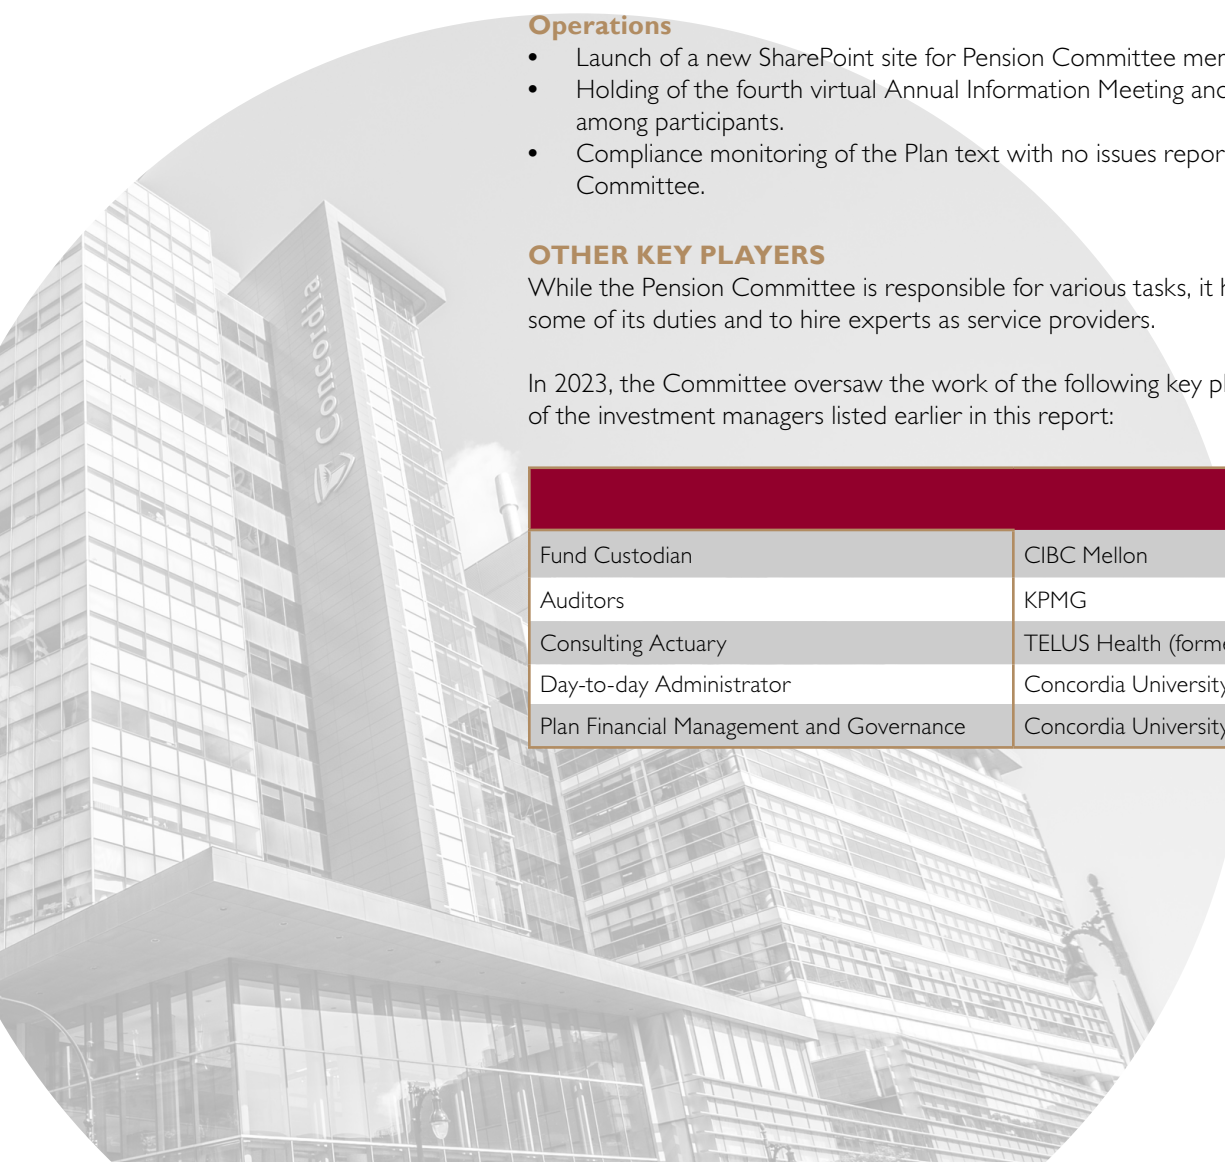 Operations
• Launch of a new SharePoint site for Pension Committee
• Holding of the fourth virtual Annual Information Meeting
among participants.
• Compliance monitoring of the Plan text with no issues
Committee.
OTHER KEY PLAYERS
While the Pension Committee is responsible for various tasks, it
some of its duties and to hire experts as service providers.
In 2023, the Committee oversaw the work of the following key
of the investment managers listed earlier in this report:
Fund Custodian CIBC Mellon
Auditors KPMG
Consulting Actuary TELUS Health
Day-to-day Administrator Concordia University
Plan Financial Management and Governance Concordia University
Concordia